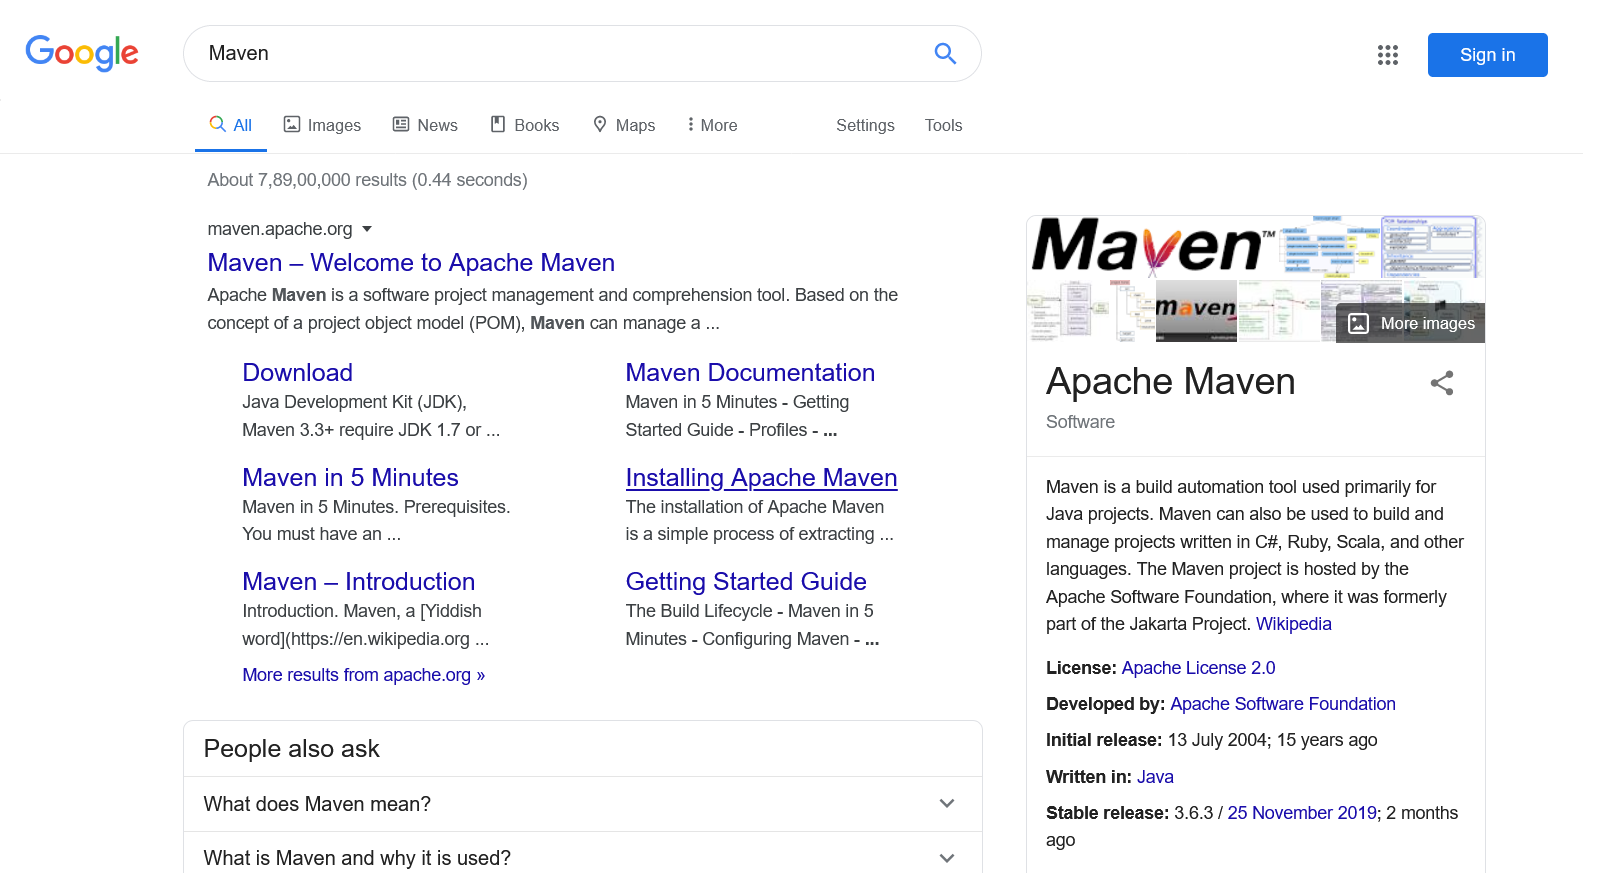 Google
Maven
Sign in
All Images News Books Maps More Settings Tools
About 7,89,00,000 results (0.44 seconds)
maven.apache.org
Maven – Welcome to Apache Maven
Apache Maven is a software project management and comprehension tool. Based on the
concept of a project object model (POM), Maven can manage a ...
Download
Java Development Kit (JDK),
Maven 3.3+ require JDK 1.7 or ...
Maven Documentation
Maven in 5 Minutes - Getting
Started Guide - Profiles - ...
Maven in 5 Minutes
Maven in 5 Minutes. Prerequisites.
You must have an ...
Installing Apache Maven
The installation of Apache Maven
is a simple process of extracting ...
Maven – Introduction
Introduction. Maven, a [Yiddish
word](https://en.wikipedia.org ...
Getting Started Guide
The Build Lifecycle - Maven in 5
Minutes - Configuring Maven - ...
More results from apache.org »
People also ask
What does Maven mean?
What is Maven and why it is used?
Maven™
maven
More images
Apache Maven
Software
Maven is a build automation tool used primarily for
Java projects. Maven can also be used to build and
manage projects written in C#, Ruby, Scala, and other
languages. The Maven project is hosted by the
Apache Software Foundation, where it was formerly
part of the Jakarta Project. Wikipedia
License: Apache License 2.0
Developed by: Apache Software Foundation
Initial release: 13 July 2004; 15 years ago
Written in: Java
Stable release: 3.6.3 / 25 November 2019; 2 months
ago